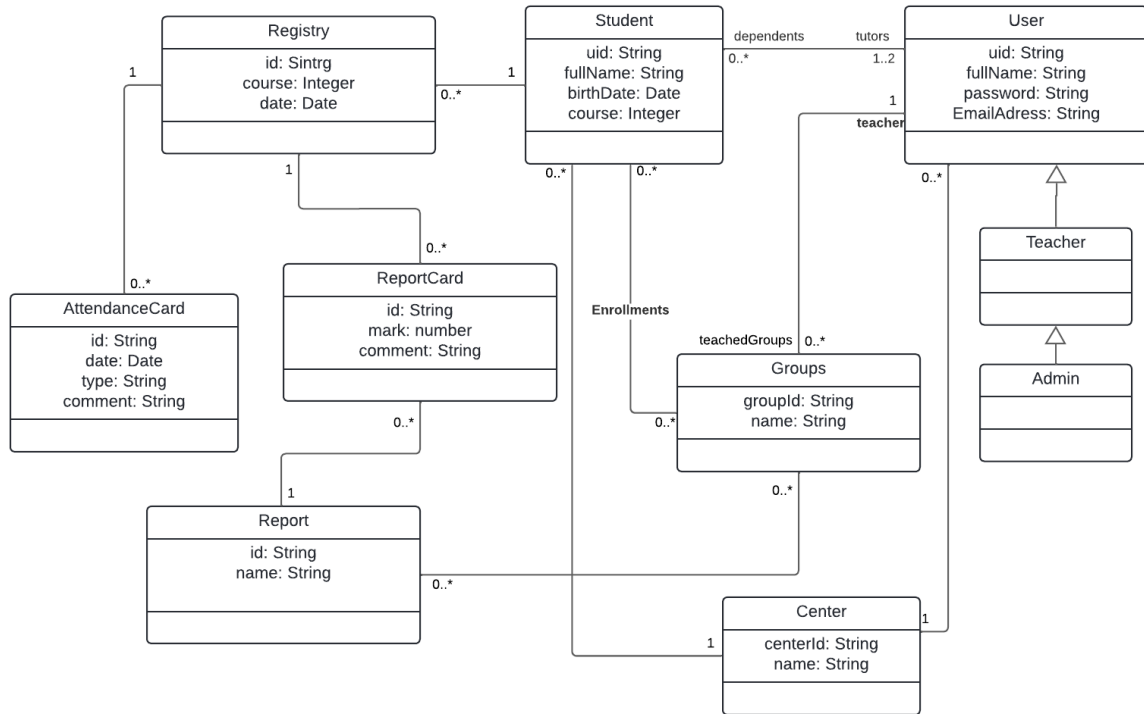 Registry
id: Sintrg
course: Integer
date: Date
1
0..*
1
Student
uid: String
fullName: String
birthDate: Date
course: Integer
dependents
tutors
0..*
1..2
User
uid: String
fullName: String
password: String
EmailAdress: String
1
teacher
1
0..*
0..*
0..*
Teacher
0..*
0..*
AttendanceCard
id: String
date: Date
type: String
comment: String
ReportCard
id: String
mark: number
comment: String
Enrollments
teachedGroups
0..*
Groups
groupId: String
name: String
Admin
0..*
0..*
0..*
1
Report
id: String
name: String
0..*
Center
centerId: String
name: String
1
1